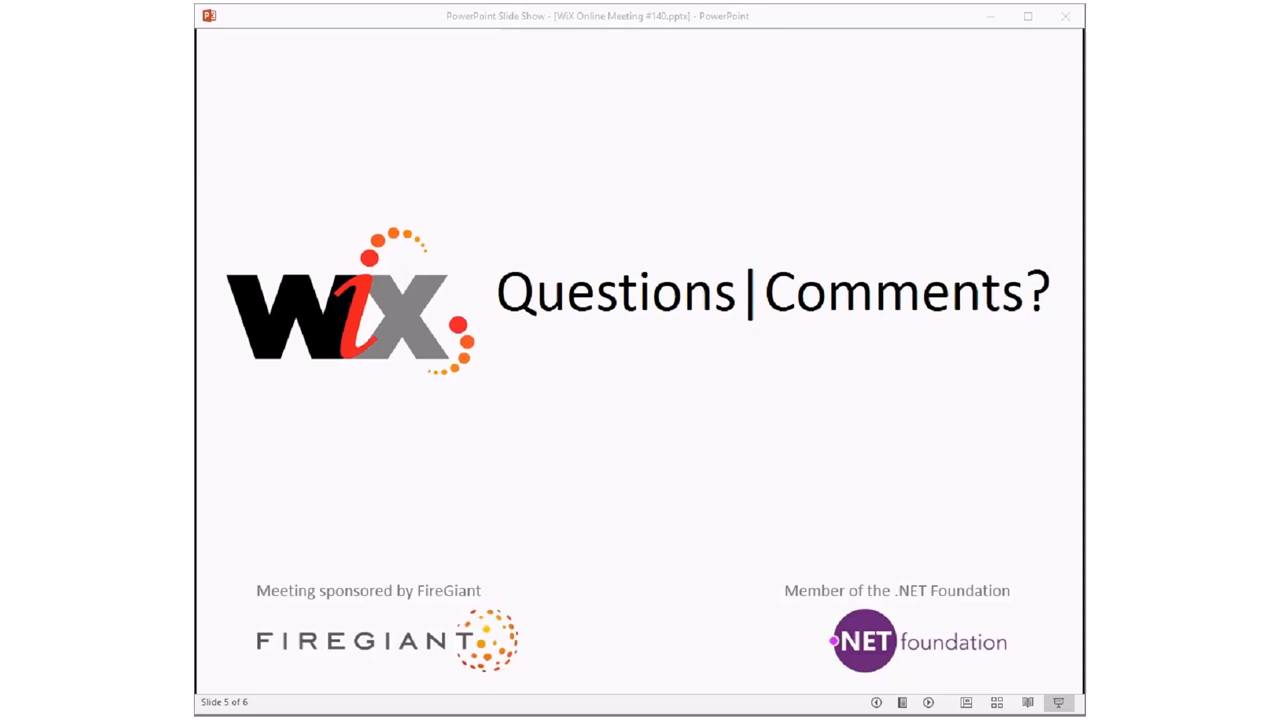 PowerPoint Slide Show - [WiX Online Meeting #140.pptx] - PowerPoint
WiX
Questions|Comments?
Meeting sponsored by FireGiant
Member of the .NET Foundation
FIREGIANT
.NET foundation
Slide 5 of 6